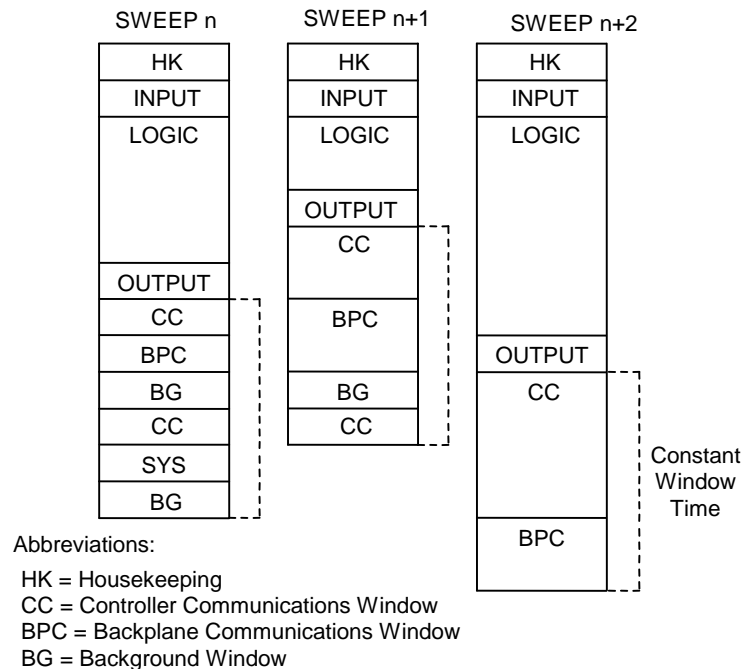 SWEEP n
HK
INPUT
LOGIC
OUTPUT
CC
BPC
BG
CC
SYS
BG
SWEEP n+1
HK
INPUT
LOGIC
OUTPUT
CC
BPC
BG
CC
SWEEP n+2
HK
INPUT
LOGIC
OUTPUT
CC
BPC
Constant
Window
Time
Abbreviations:
HK = Housekeeping
CC = Controller Communications Window
BPC = Backplane Communications Window
BG = Background Window